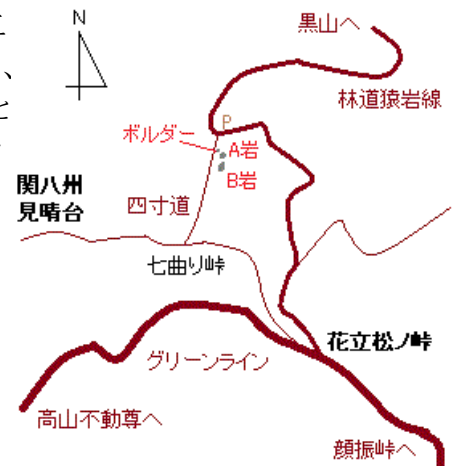 N
黒山へ
林道猿岩線
P
ボルダー
A岩
B岩
関八州
見晴台
四寸道
七曲り峠
花立松ノ峠
グリーンライン
高山不動尊へ
顔振峠へ